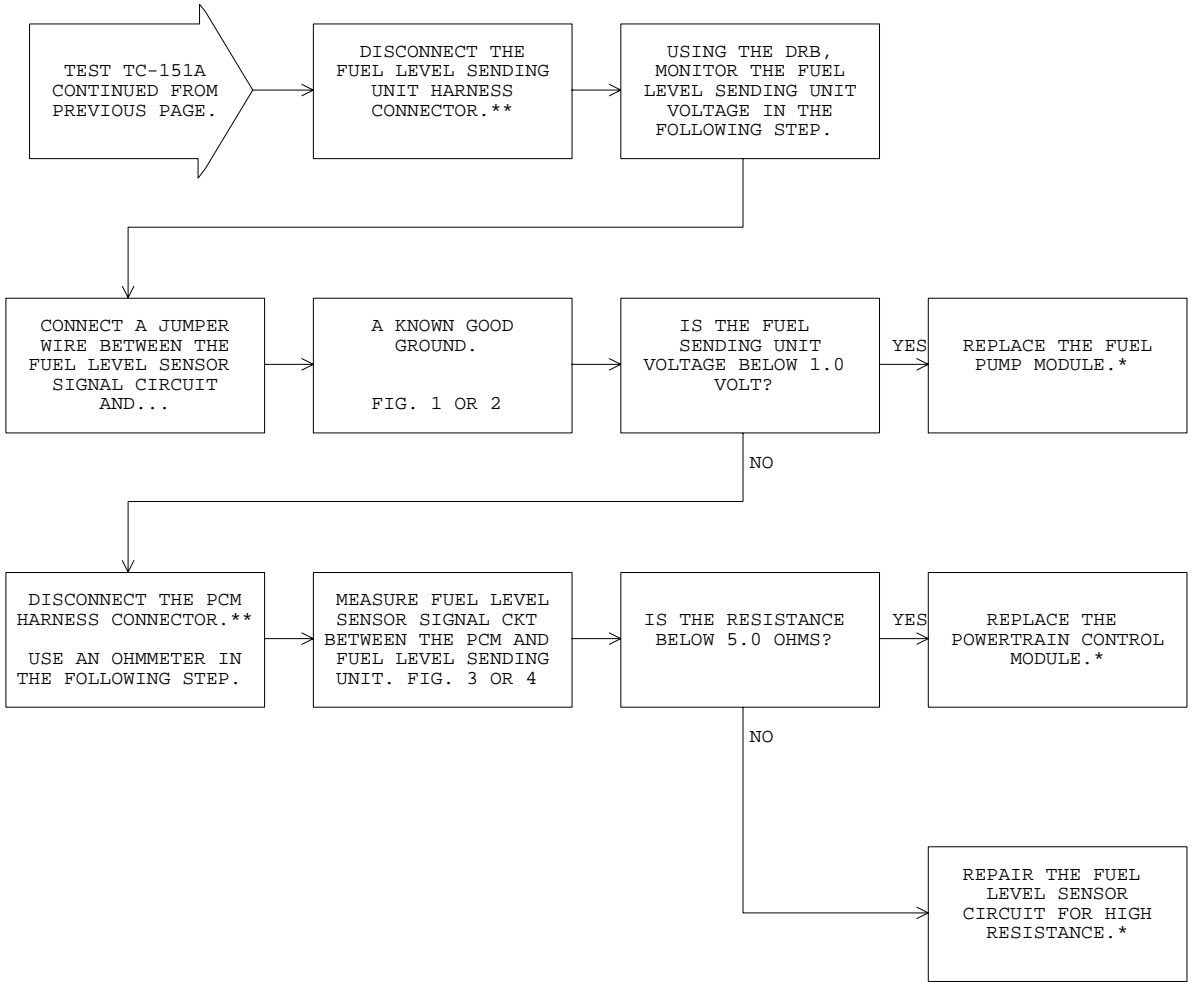 TEST TC-151A
CONTINUED FROM
PREVIOUS PAGE.
DISCONNECT THE
FUEL LEVEL SENDING
UNIT HARNESS
CONNECTOR.**
USING THE DRB,
MONITOR THE FUEL
LEVEL SENDING UNIT
VOLTAGE IN THE
FOLLOWING STEP.
CONNECT A JUMPER
WIRE BETWEEN THE
FUEL LEVEL SENSOR
SIGNAL CIRCUIT
AND...
A KNOWN GOOD
GROUND.
FIG. 1 OR 2
IS THE FUEL
SENDING UNIT
VOLTAGE BELOW 1.0
VOLT?
YES
REPLACE THE FUEL
PUMP MODULE.*
NO
DISCONNECT THE PCM
HARNESS CONNECTOR.**
USE AN OHMMETER IN
THE FOLLOWING STEP.
MEASURE FUEL LEVEL
SENSOR SIGNAL CKT
BETWEEN THE PCM AND
FUEL LEVEL SENDING
UNIT. FIG. 3 OR 4
IS THE RESISTANCE
BELOW 5.0 OHMS?
YES
REPLACE THE
POWERTRAIN CONTROL
MODULE.*
NO
REPAIR THE FUEL
LEVEL SENSOR
CIRCUIT FOR HIGH
RESISTANCE.*